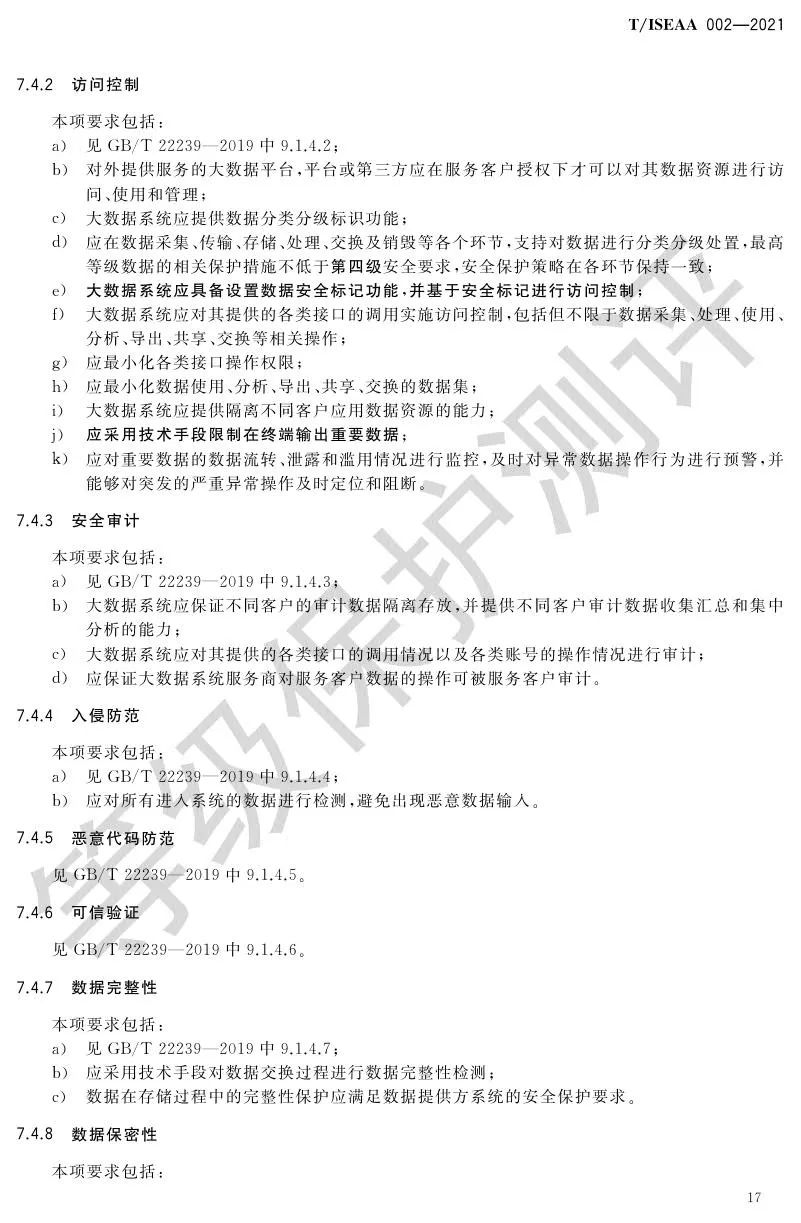 T/ISEAA 002—2021
7.4.2 访问控制
本项要求包括:
a) 见 GB/T 22239—2019 中 9.1.4.2;
b) 对外提供服务的大数据平台,平台或第三方应在服务客户授权下才可以对其数据资源进行访
问、使用和管理;
c) 大数据系统应提供数据分类分级标识功能;
d) 应在数据采集、传输、存储、处理、交换及销毁等各个环节,支持对数据进行分类分级处置,最高
等级数据的相关保护措施不低于第四级安全要求,安全保护策略在各环节保持一致;
e) 大数据系统应具备设置数据安全标记功能,并基于安全标记进行访问控制;
f) 大数据系统应对其提供的各类接口的调用实施访问控制,包括但不限于数据采集、处理、使用、
分析、导出、共享、交换等相关操作;
g) 应最小化各类接口操作权限;
h) 应最小化数据使用、分析、导出、共享、交换的数据集;
i) 大数据系统应提供隔离不同客户应用数据资源的能力;
j) 应采用技术手段限制在终端输出重要数据;
k) 应对重要数据的数据流转、泄露和滥用情况进行监控,及时对异常数据操作行为进行预警,并
能够对突发的严重异常操作及时定位和阻断。
7.4.3 安全审计
本项要求包括:
a) 见 GB/T 22239—2019 中 9.1.4.3;
b) 大数据系统应保证不同客户的审计数据隔离存放,并提供不同客户审计数据收集汇总和集中
分析的能力;
c) 大数据系统应对其提供的各类接口的调用情况以及各类账号的操作情况进行审计;
d) 应保证大数据系统服务商对服务客户数据的操作可被服务客户审计。
7.4.4 入侵防范
本项要求包括:
a) 见 GB/T 22239—2019 中 9.1.4.4;
b) 应对所有进入系统的数据进行检测,避免出现恶意数据输入。
7.4.5 恶意代码防范
见 GB/T 22239—2019 中 9.1.4.5。
7.4.6 可信验证
见 GB/T 22239—2019 中 9.1.4.6。
7.4.7 数据完整性
本项要求包括:
a) 见 GB/T 22239—2019 中 9.1.4.7;
b) 应采用技术手段对数据交换过程进行数据完整性检测;
c) 数据在存储过程中的完整性保护应满足数据提供方系统的安全保护要求。
7.4.8 数据保密性
本项要求包括:
17
等级保护测评